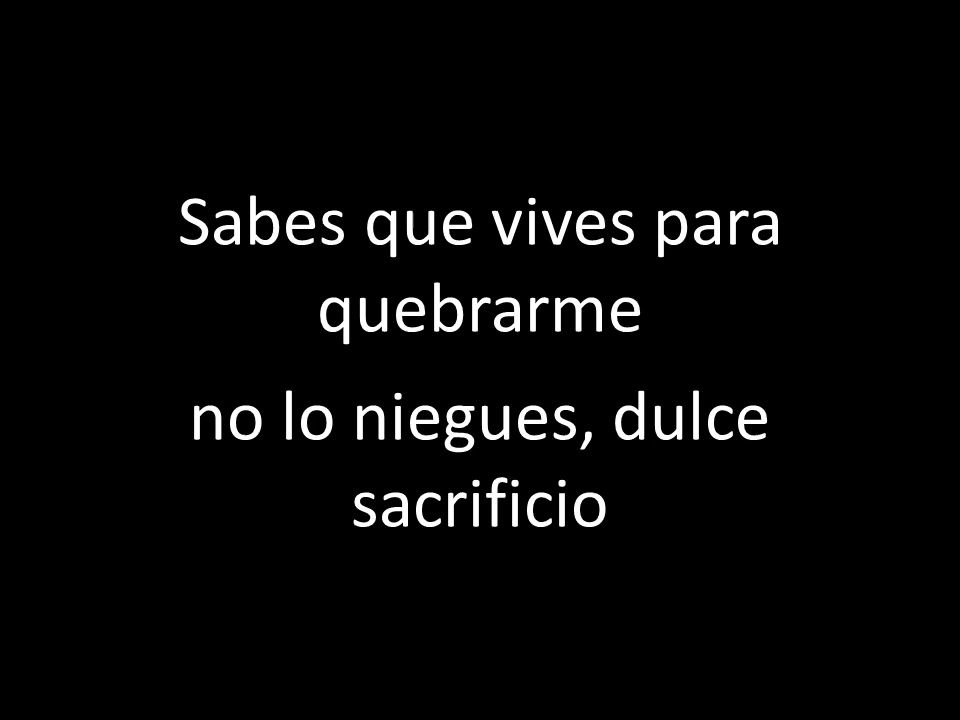 Sabes que vives para
quebrarme
no lo niegues, dulce
sacrificio